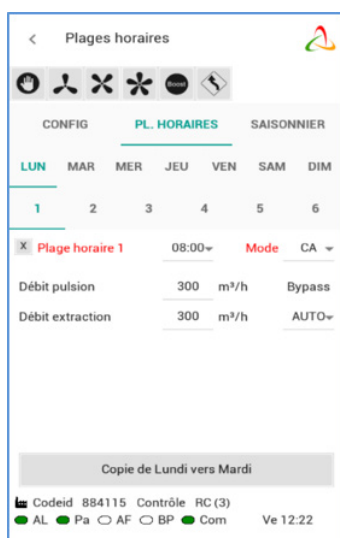 < Plages horaires
Boost
CONFIG PL. HORAIRES SAISONNIER
LUN MAR MER JEU VEN SAM DIM
1 2 3 4 5 6
X Plage horaire 1 08:00 Mode CA
Débit pulsion 300 m³/h Bypass
Débit extraction 300 m³/h AUTO
Copie de Lundi vers Mardi
Codeid 884115 Contrôle RC (3)
AL Pa AF BP Com Ve 12:22